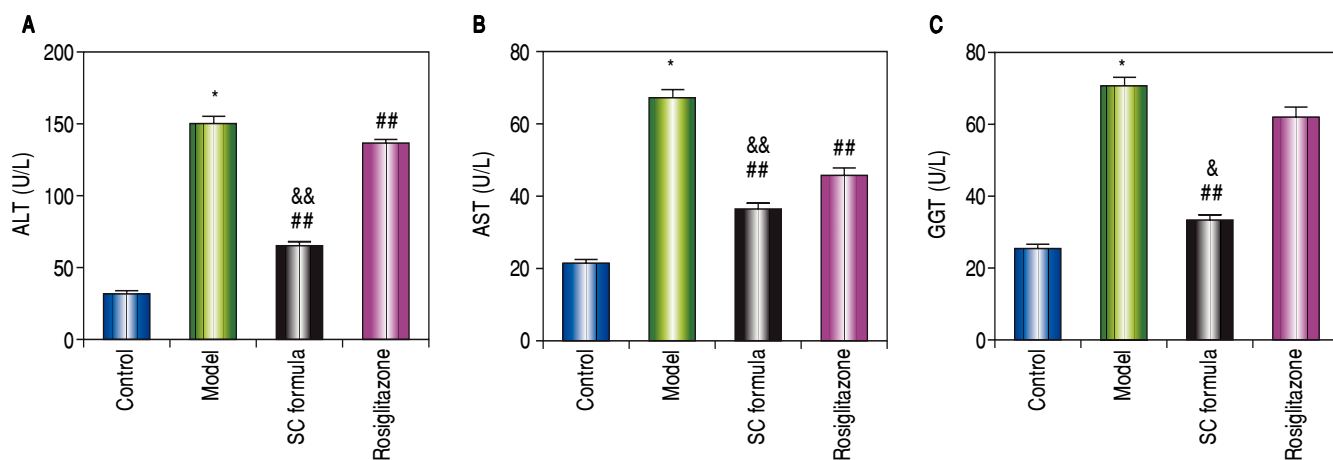 A
ALT (U/L)
200
150
100
50
0
*
&&
##
##
Control
Model
SC formula
Rosiglitazone
B
AST (U/L)
80
60
40
20
0
*
&&
##
##
Control
Model
SC formula
Rosiglitazone
C
GGT (U/L)
80
60
40
20
0
*
&
##
Control
Model
SC formula
Rosiglitazone